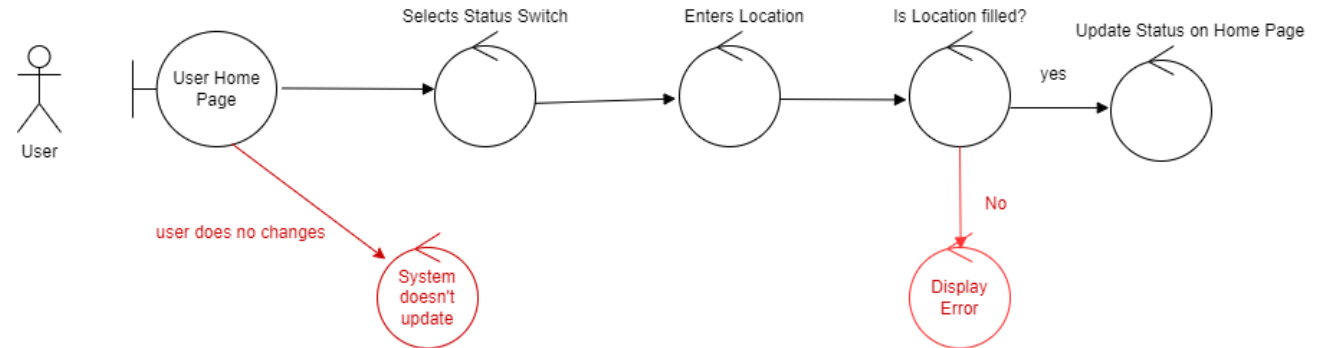 Selects Status Switch
Enters Location
Is Location filled?
Update Status on Home Page
User Home
Page
yes
User
user does no changes
No
System
doesn't
update
Display
Error